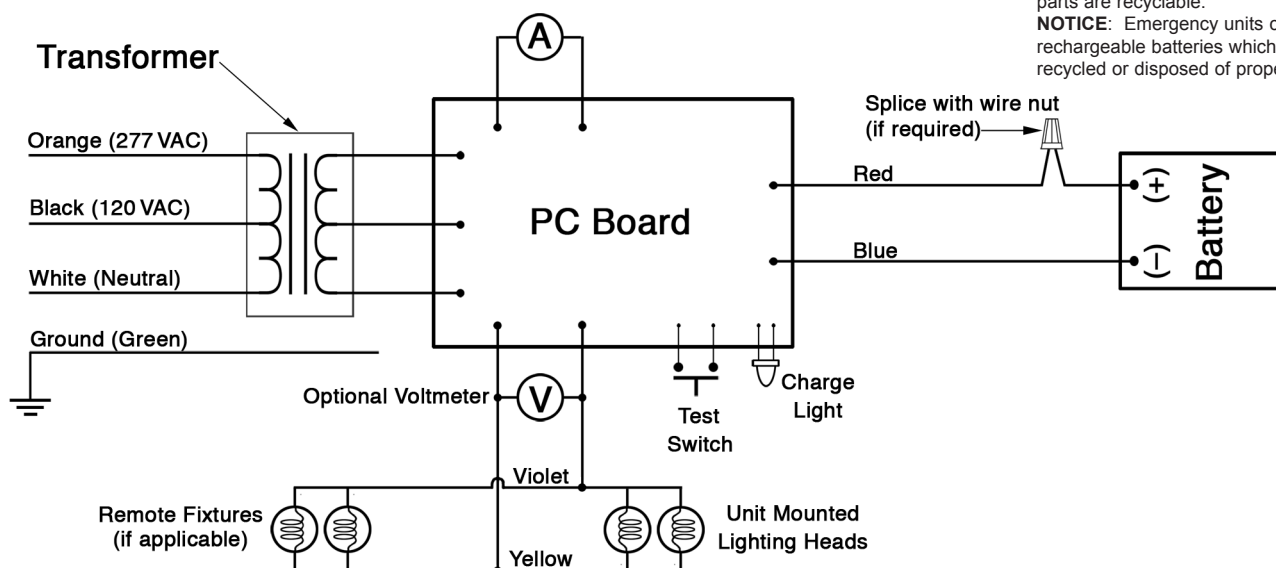 parts are recyclable.
NOTICE: Emergency units
rechargeable batteries which
recycled or disposed of
A
Transformer
Splice with wire nut
(if required)
Orange (277 VAC)
Black (120 VAC)
White (Neutral)
Ground (Green)
PC Board
Red
Blue
(+)
(−)
Battery
Optional Voltmeter
V
Test
Switch
Charge
Light
Violet
Remote Fixtures
(if applicable)
Unit Mounted
Lighting Heads
Yellow